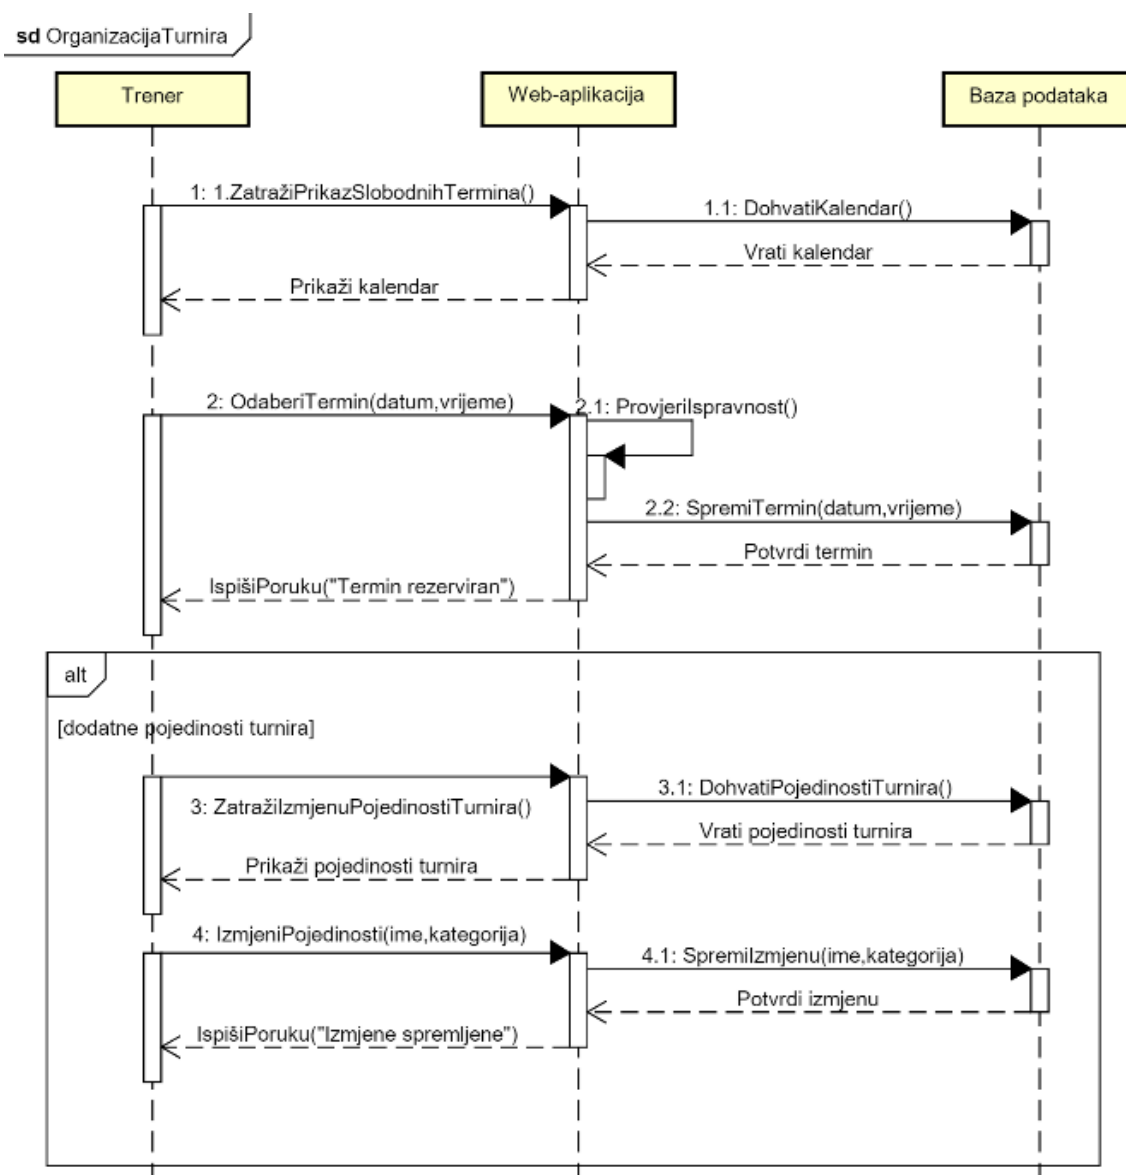 sd OrganizacijaTurnira
Trener
Web-aplikacija
Baza podataka
1: 1.ZatražiPrikazSlobodnihTermina()
1.1: DohvatiKalendar()
Vrati kalendar
Prikaži kalendar
2: OdaberiTermin(datum,vrijeme)
2.1: ProvjeriIspravnost()
2.2: SpremiTermin(datum,vrijeme)
Potvrdi termin
IspišiPoruku("Termin rezerviran")
alt
[dodatne pojedinosti turnira]
3: ZatražiIzmjenuPojedinostiTurnira()
3.1: DohvatiPojedinostiTurnira()
Vrati pojedinosti turnira
Prikaži pojedinosti turnira
4: IzmjeniPojedinosti(ime,kategorija)
4.1: SpremiIzmjenu(ime,kategorija)
Potvrdi izmjenu
IspišiPoruku("Izmjene spremljene")